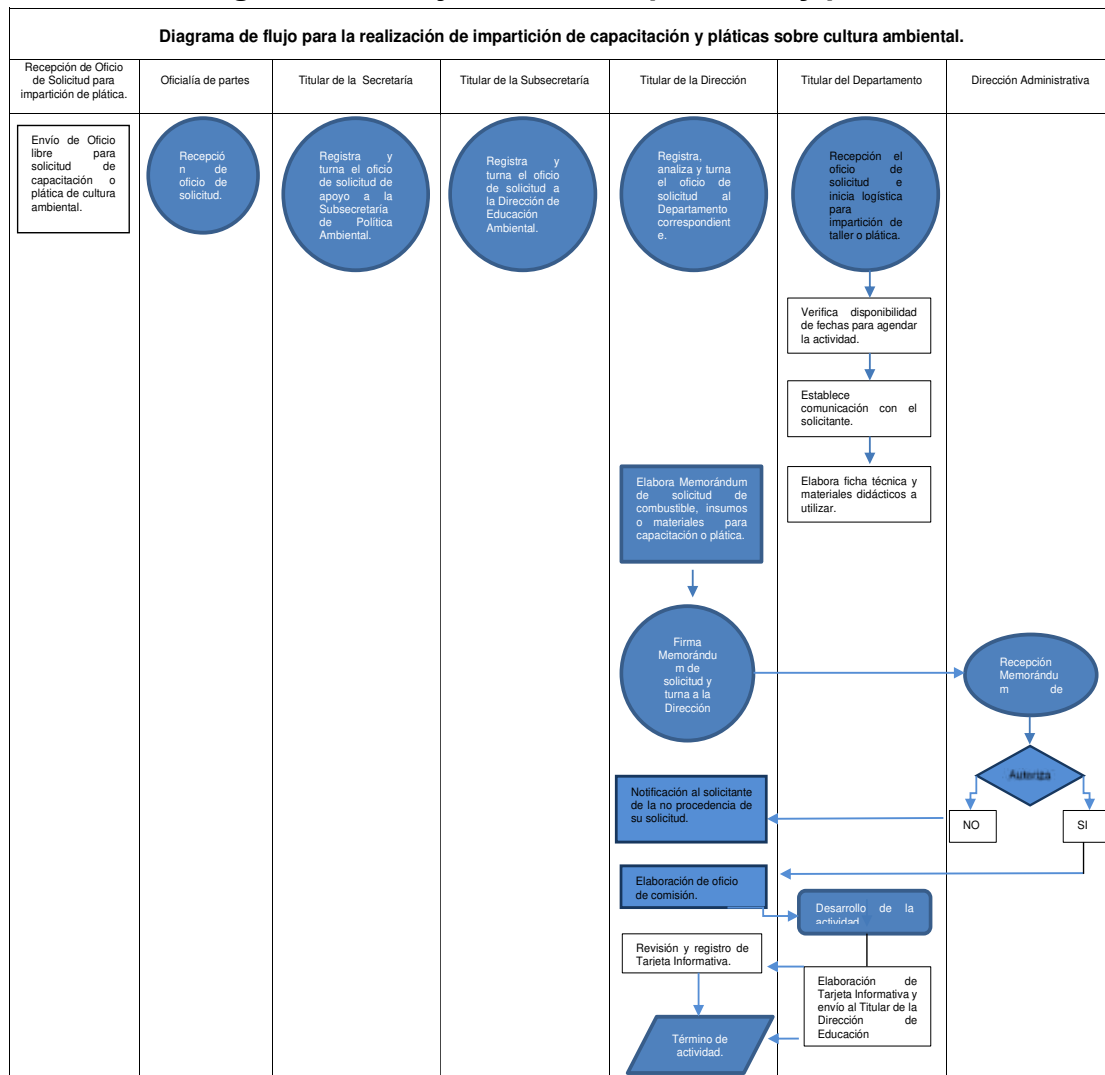 Diagrama de flujo para la realización de impartición de capacitación y pláticas sobre cultura ambiental.
Recepción de Oficio
de Solicitud para
impartición de plática.
Oficialía de partes
Titular de la Secretaría
Titular de la Subsecretaría
Titular de la Dirección
Titular del Departamento
Dirección Administrativa
Envío de Oficio
libre para
solicitud de
capacitación o
plática de cultura
ambiental.
Recepció
n de
oficio de
solicitud.
Registra y
turna el oficio
de solicitud de
apoyo a la
Subsecretaría
de Política
Ambiental.
Registra y
turna el oficio
de solicitud a
la Dirección de
Educación
Ambiental.
Registra,
analiza y turna
el oficio de
solicitud al
Departamento
correspondient
e.
Recepción el
oficio de
solicitud e
inicia logística
para
impartición de
taller o plática.
Verifica disponibilidad
de fechas para agendar
la actividad.
Establece
comunicación con el
solicitante.
Elabora Memorándum
de solicitud de
combustible, insumos
o materiales para
capacitación o plática.
Elabora ficha técnica y
materiales didácticos a
utilizar.
Firma
Memorándu
m de
solicitud y
turna a la
Dirección
Recepción
Memorándu
m de
Autoriza
Notificación al solicitante
de la no procedencia de
su solicitud.
NO
SI
Elaboración de oficio
de comisión.
Desarrollo de la
actividad
Revisión y registro de
Tarjeta Informativa.
Elaboración de
Tarjeta Informativa y
envío al Titular de la
Dirección de
Educación
Término de
actividad.